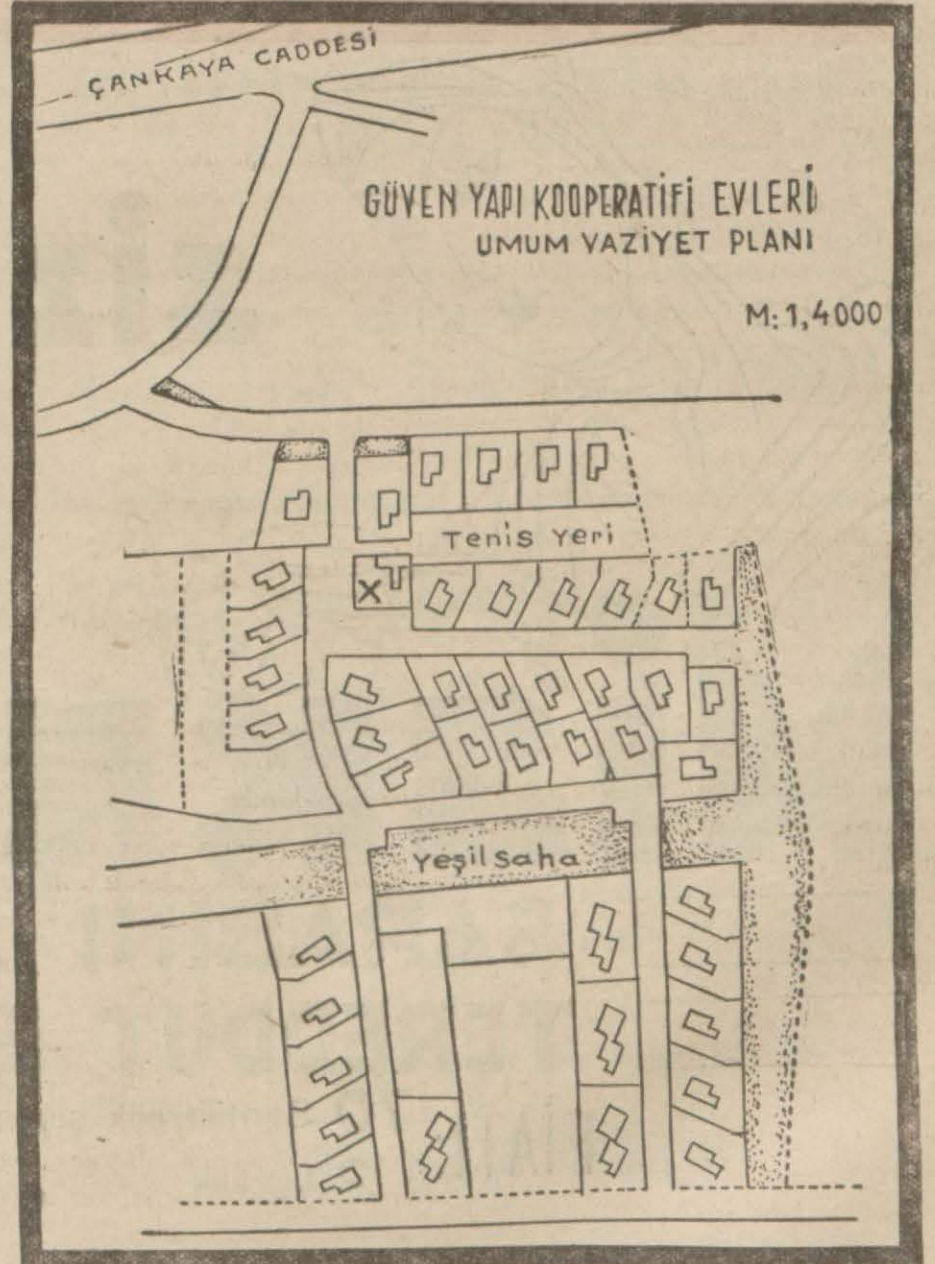 ÇANKAYA CADDESİ
GÜVEN YAPI KOOPERATİFİ EVLERİ
UMUM VAZİYET PLANI
M: 1,4000
Tenis Yeri
X
Yeşil saha